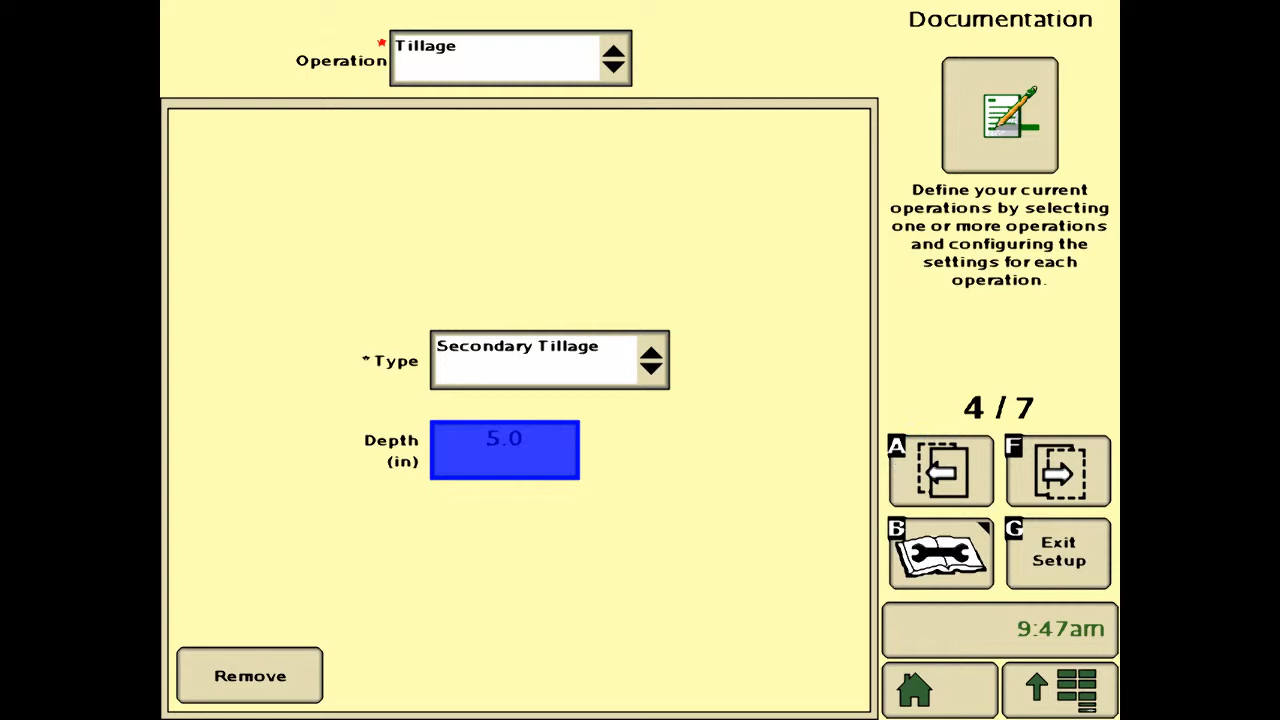 Documentation
* Operation
Tillage
Define your current
operations by selecting
one or more operations
and configuring the
settings for each
operation.
* Type
Secondary Tillage
Depth
(in)
5.0
4 / 7
A
F
B
G
Exit
Setup
9:47am
Remove